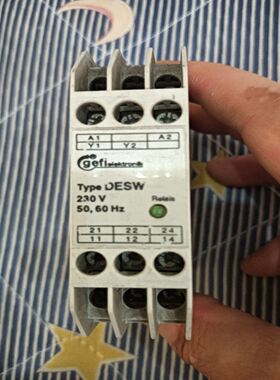 A1 A2
Y1 Y2
gefi elektronik
Type DESW
230 V Relais
50, 60 Hz
21 22 24
11 12 14